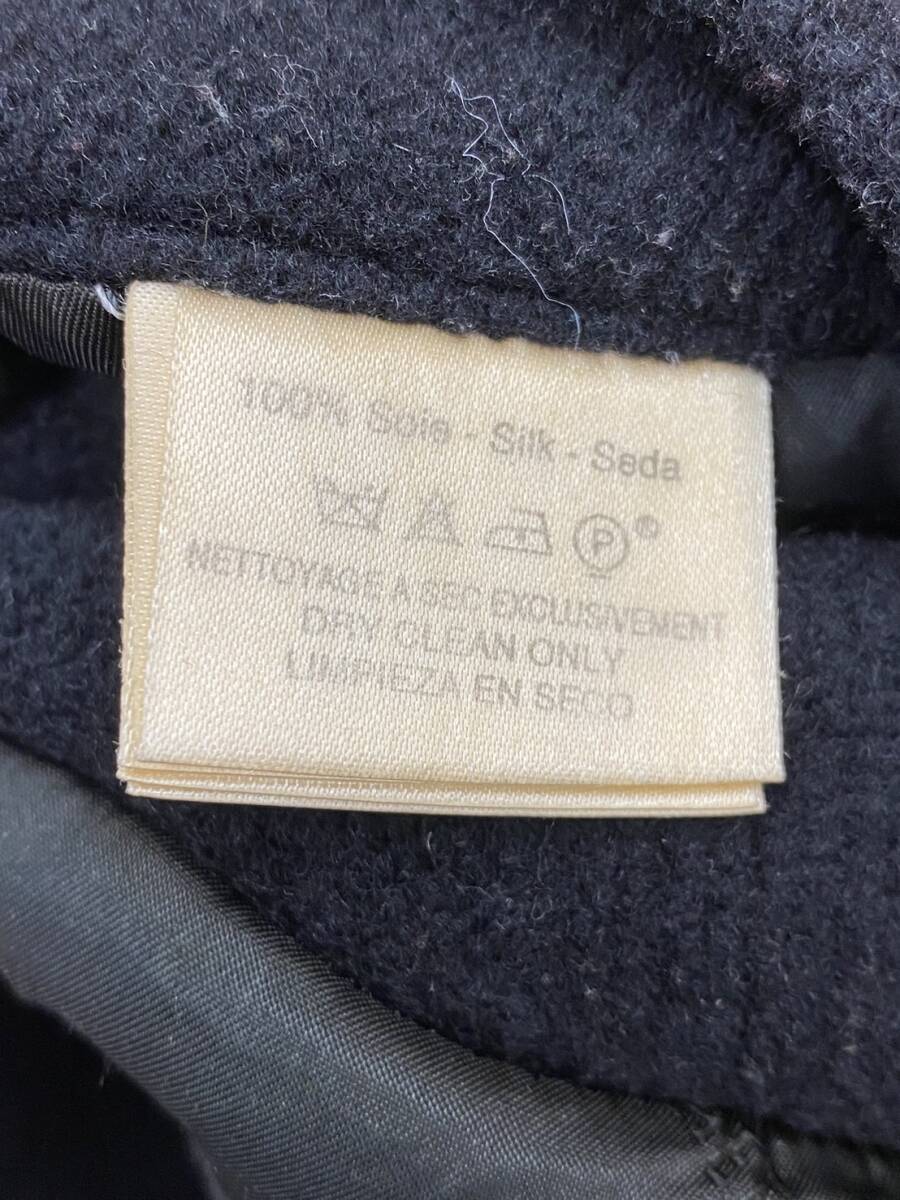 100% Soie - Silk - Seda
P ®
NETTOYAGE A SEC EXCLUSIVEMENT
DRY CLEAN ONLY
LIMPIEZA EN SECO